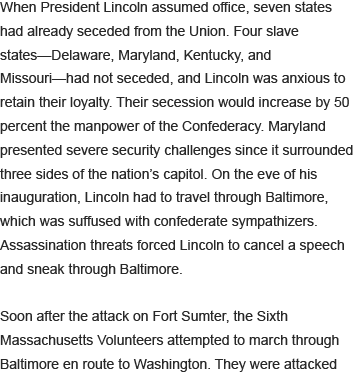 When President Lincoln assumed office, seven states
had already seceded from the Union. Four slave
states—Delaware, Maryland, Kentucky, and
Missouri—had not seceded, and Lincoln was anxious to
retain their loyalty. Their secession would increase by 50
percent the manpower of the Confederacy. Maryland
presented severe security challenges since it surrounded
three sides of the nation's capitol. On the eve of his
inauguration, Lincoln had to travel through Baltimore,
which was suffused with confederate sympathizers.
Assassination threats forced Lincoln to cancel a speech
and sneak through Baltimore.

Soon after the attack on Fort Sumter, the Sixth
Massachusetts Volunteers attempted to march through
Baltimore en route to Washington. They were attacked